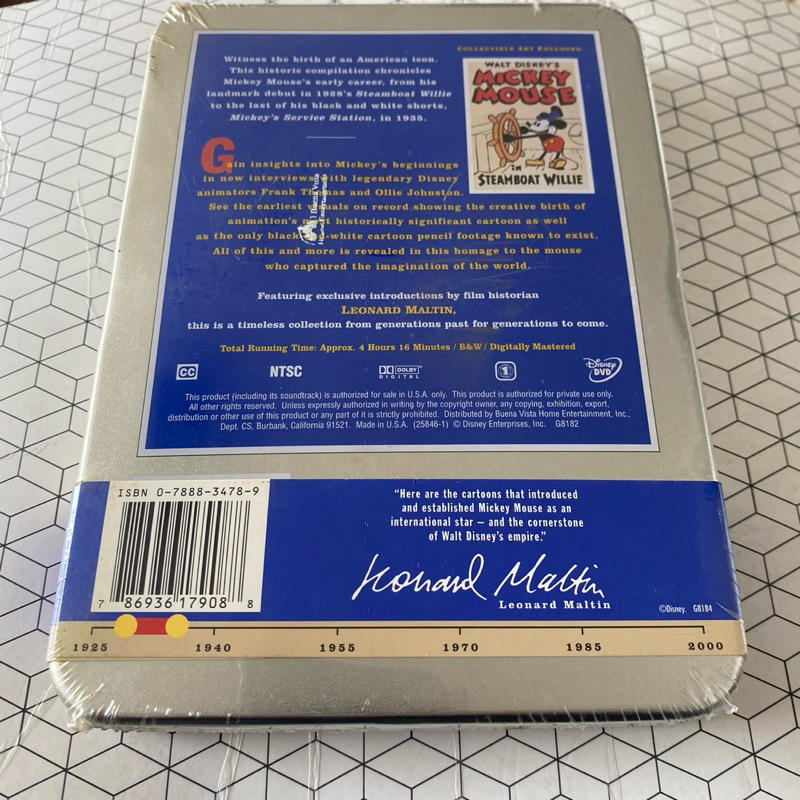 COLLECTIBLE ART ENCLOSED
Witness the birth of an American icon.
This historic compilation chronicles
Mickey Mouse's early career, from his
landmark debut in 1928's Steamboat Willie
to the last of his black and white shorts,
Mickey's Service Station, in 1935.
WALT DISNEY'S
MICKEY
MOUSE
IN
STEAMBOAT WILLIE
Gain insights into Mickey's beginnings
in new interviews with legendary Disney
animators Frank Thomas and Ollie Johnston.
See the earliest visuals on record showing the creative birth of
animation's most historically significant cartoon as well
as the only black-white cartoon pencil footage known to exist.
All of this and more is revealed in this homage to the mouse
who captured the imagination of the world.
Buena Vista
Home Entertainment
Featuring exclusive introductions by film historian
LEONARD MALTIN,
this is a timeless collection from generations past for generations to come.
Total Running Time: Approx. 4 Hours 16 Minutes / B&W / Digitally Mastered
CC NTSC DOLBY DIGITAL 1 Disney DVD
This product (including its soundtrack) is authorized for sale in U.S.A. only. This product is authorized for private use only.
All other rights reserved. Unless expressly authorized in writing by the copyright owner, any copying, exhibition, export,
distribution or other use of this product or any part of it is strictly prohibited. Distributed by Buena Vista Home Entertainment, Inc.,
Dept. CS, Burbank, California 91521. Made in U.S.A. (25846-1) © Disney Enterprises, Inc. G8182
ISBN 0-7888-3478-9
7 86936 17908 8
"Here are the cartoons that introduced
and established Mickey Mouse as an
international star – and the cornerstone
of Walt Disney's empire."
Leonard Maltin
Leonard Maltin
©Disney. G8184
1925 1940 1955 1970 1985 2000